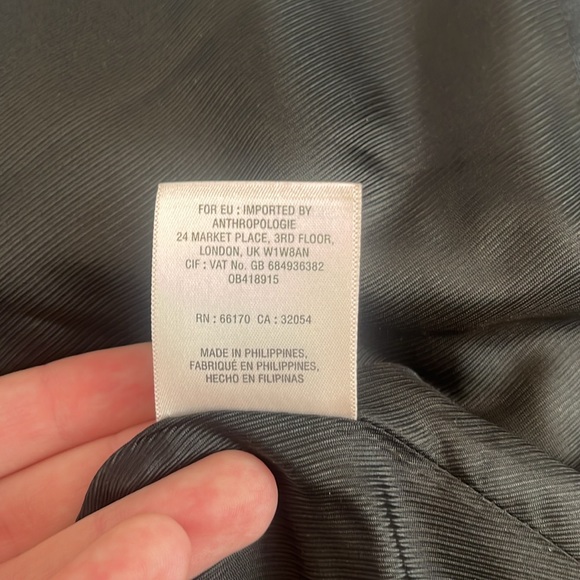 FOR EU : IMPORTED BY
ANTHROPOLOGIE
24 MARKET PLACE, 3RD FLOOR,
LONDON, UK W1W8AN
CIF : VAT No. GB 684936382
OB418915
RN : 66170 CA : 32054
MADE IN PHILIPPINES,
FABRIQUÉ EN PHILIPPINES,
HECHO EN FILIPINAS